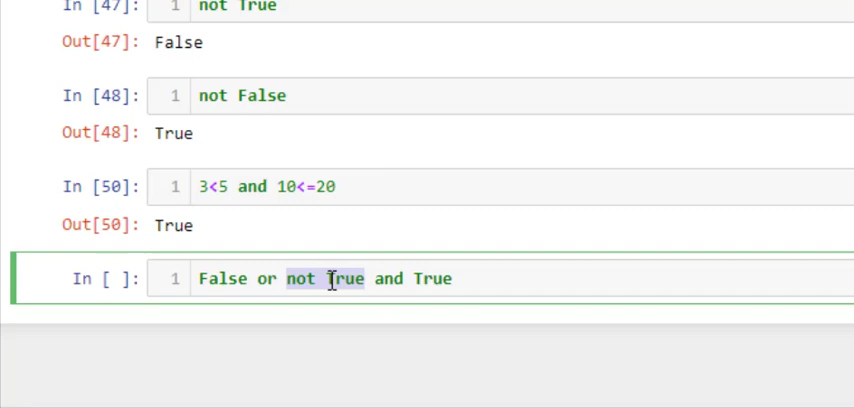 In [47]: 1 not True
Out[47]: False
In [48]: 1 not False
Out[48]: True
In [50]: 1 3<5 and 10<=20
Out[50]: True
In [ ]: 1 False or not True and True